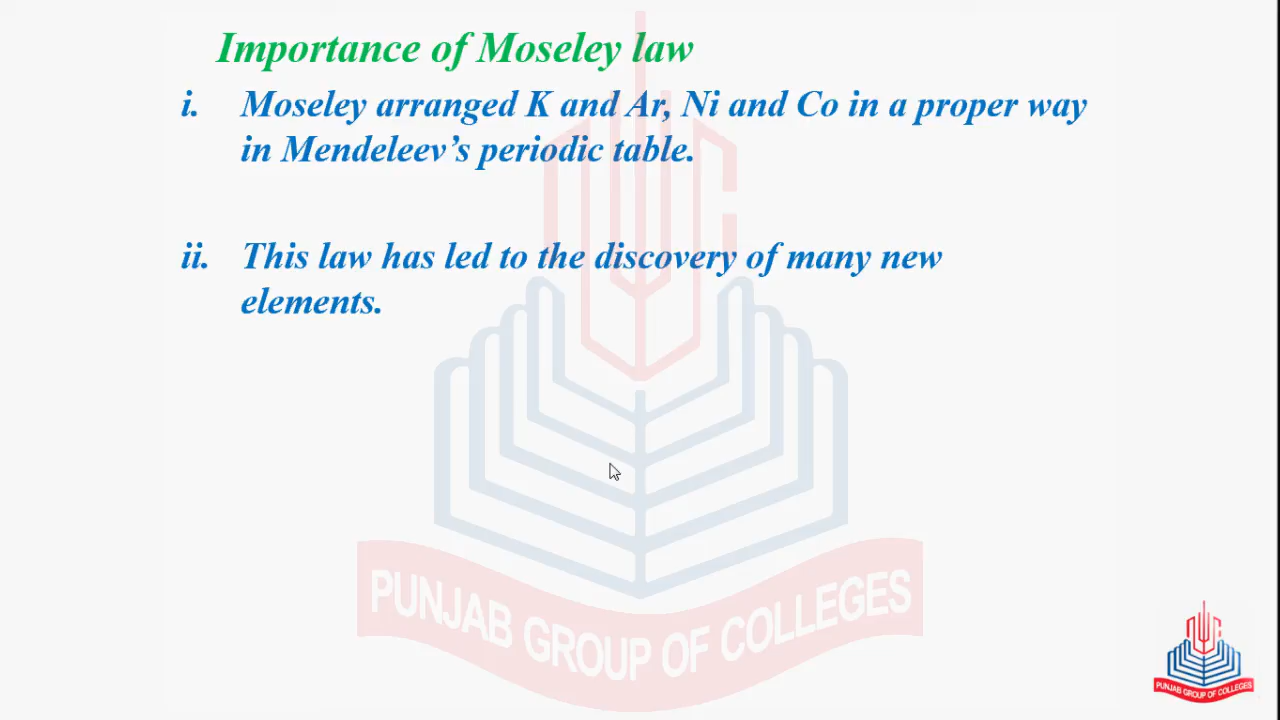 Importance of Moseley law
i. Moseley arranged K and Ar, Ni and Co in a proper way
in Mendeleev’s periodic table.
ii. This law has led to the discovery of many new
elements.
PUNJAB GROUP OF COLLEGES
PUNJAB GROUP OF COLLEGES